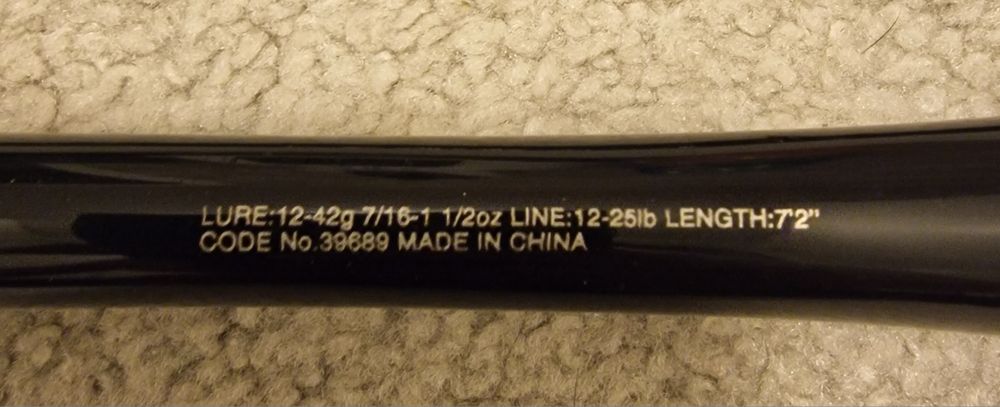 LURE:12-42g 7/16-1 1/2oz LINE:12-25lb LENGTH:7'2"
CODE No.39689 MADE IN CHINA